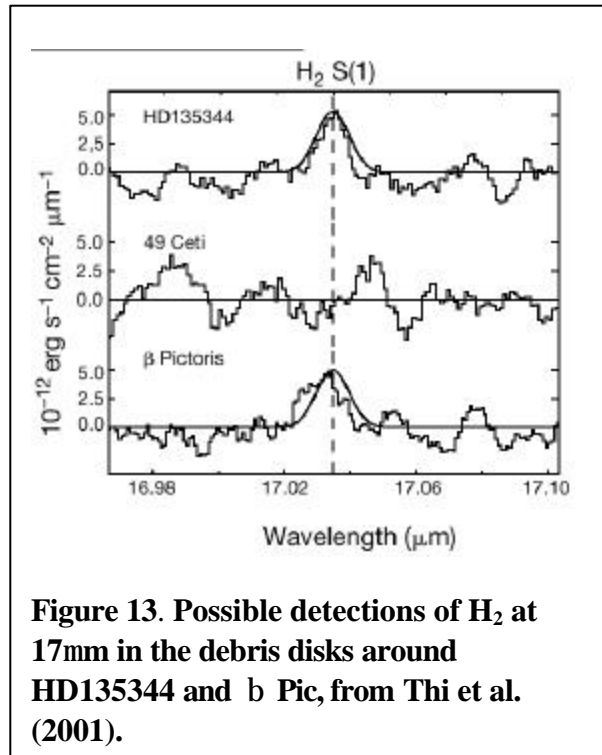 H₂ S(1)
HD135344
5.0
2,5
0.0
49 Ceti
5.0
2.5
0.0
β Pictoris
5.0
2.5
0.0
10⁻¹² erg s⁻¹ cm⁻² μm⁻¹
16.98 17.02 17.06 17.10
Wavelength (μm)
Figure 13. Possible detections of H₂ at
17mm in the debris disks around
HD135344 and b Pic, from Thi et al.
(2001).